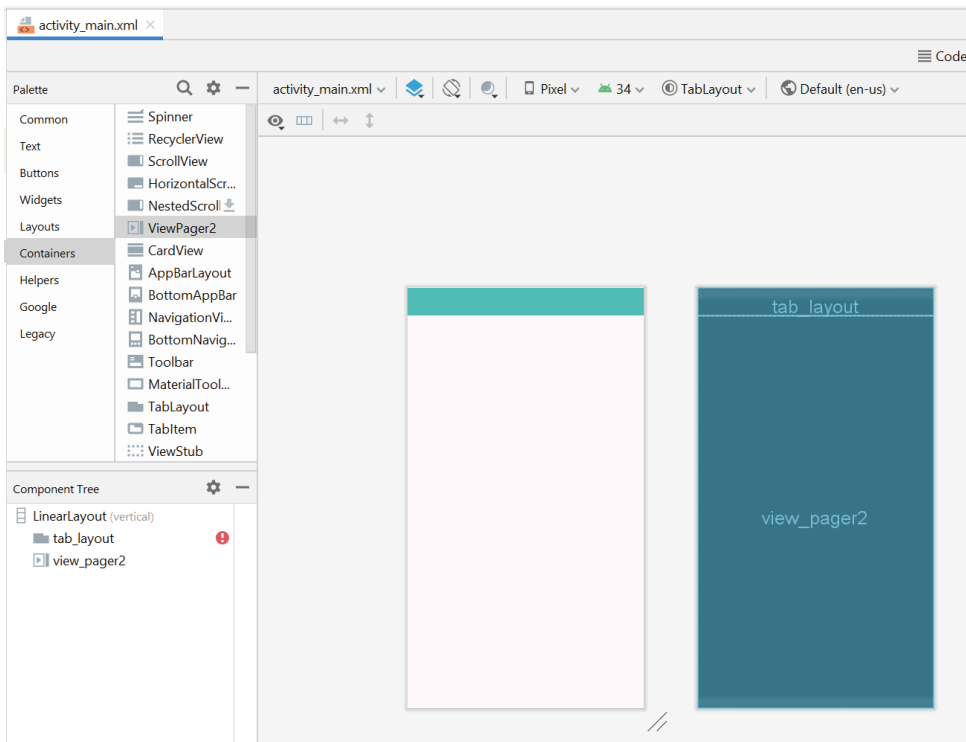 activity_main.xml
Code
Palette
activity_main.xml
Pixel
34
TabLayout
Default (en-us)
Common
Text
Buttons
Widgets
Layouts
Containers
Helpers
Google
Legacy
Spinner
RecyclerView
ScrollView
HorizontalScr...
NestedScroll
ViewPager2
CardView
AppBarLayout
BottomAppBar
NavigationVi...
BottomNavig...
Toolbar
MaterialTool...
TabLayout
TabItem
ViewStub
Component Tree
LinearLayout (vertical)
tab_layout
view_pager2
tab_layout
view_pager2